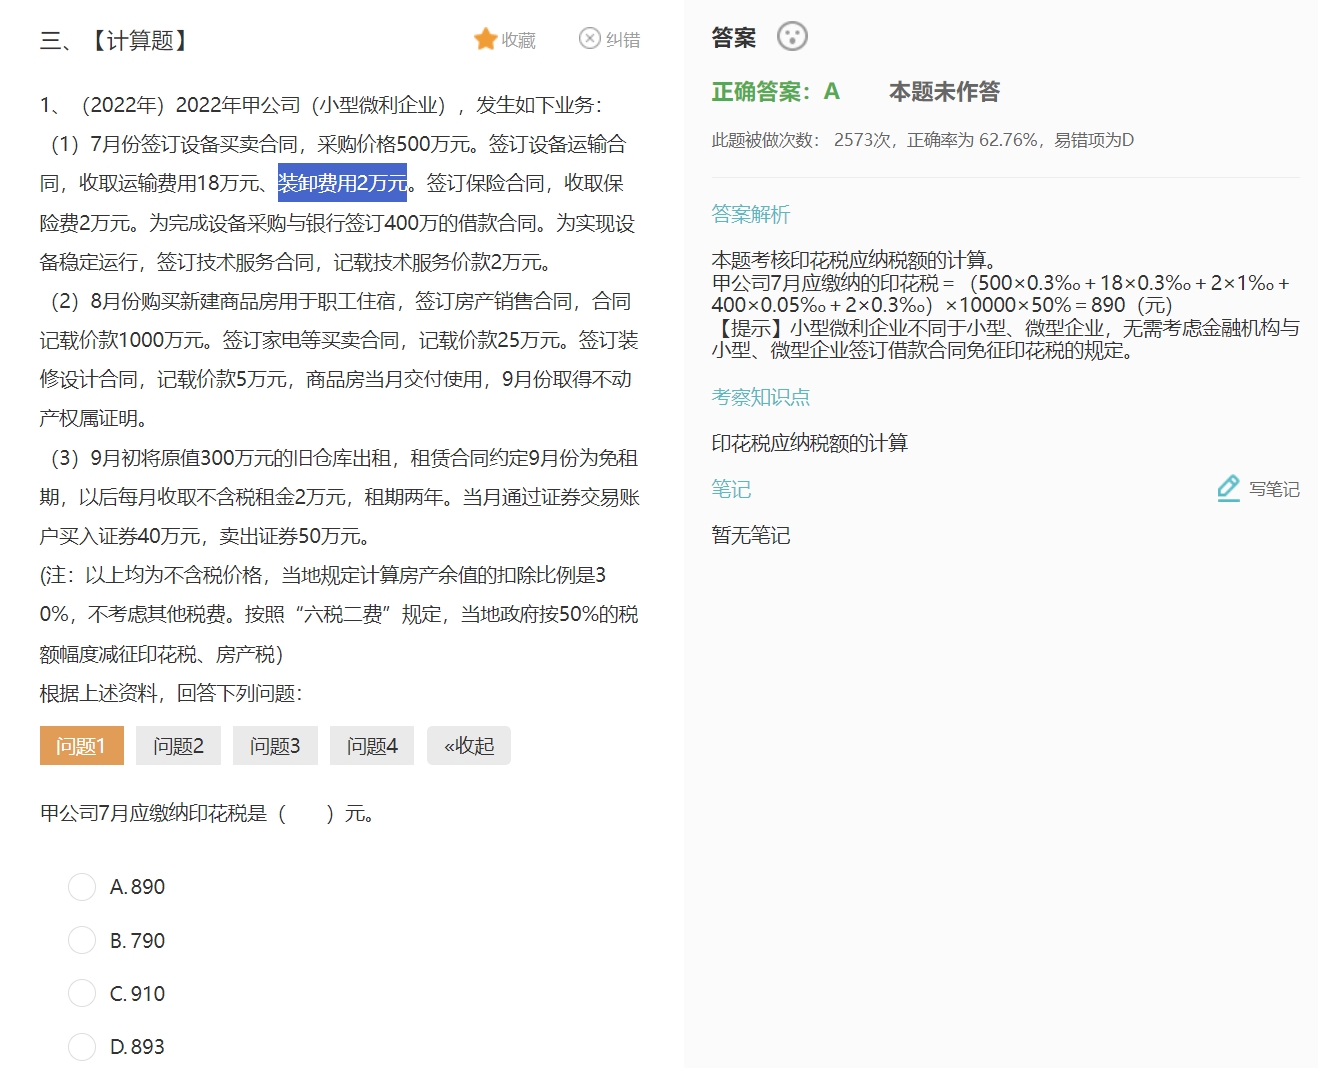 三、【计算题】
收藏
纠错
1、（2022年）2022年甲公司（小型微利企业），发生如下业务：
（1）7月份签订设备买卖合同，采购价格500万元。签订设备运输合
同，收取运输费用18万元、装卸费用2万元。签订保险合同，收取保
险费2万元。为完成设备采购与银行签订400万的借款合同。为实现设
备稳定运行，签订技术服务合同，记载技术服务价款2万元。
（2）8月份购买新建商品房用于职工住宿，签订房产销售合同，合同
记载价款1000万元。签订家电等买卖合同，记载价款25万元。签订装
修设计合同，记载价款5万元，商品房当月交付使用，9月份取得不动
产权属证明。
（3）9月初将原值300万元的旧仓库出租，租赁合同约定9月份为免租
期，以后每月收取不含税租金2万元，租期两年。当月通过证券交易账
户买入证券40万元，卖出证券50万元。
(注：以上均为不含税价格，当地规定计算房产余值的扣除比例是3
0%，不考虑其他税费。按照“六税二费”规定，当地政府按50%的税
额幅度减征印花税、房产税)
根据上述资料，回答下列问题：
问题1
问题2
问题3
问题4
«收起
甲公司7月应缴纳印花税是（　　）元。
A. 890
B. 790
C. 910
D. 893
答案
正确答案：A
本题未作答
此题被做次数： 2573次，正确率为 62.76%，易错项为D
答案解析
本题考核印花税应纳税额的计算。
甲公司7月应缴纳的印花税＝（500×0.3‰＋18×0.3‰＋2×1‰＋
400×0.05‰＋2×0.3‰）×10000×50%＝890（元）
【提示】小型微利企业不同于小型、微型企业，无需考虑金融机构与
小型、微型企业签订借款合同免征印花税的规定。
考察知识点
印花税应纳税额的计算
笔记
写笔记
暂无笔记